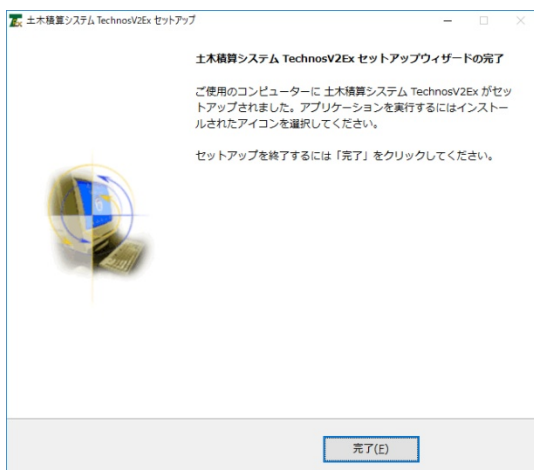 土木積算システム TechnosV2Ex セットアップ
土木積算システム TechnosV2Ex セットアップウィザードの完了
ご使用のコンピューターに 土木積算システム TechnosV2Ex がセッ
トアップされました。アプリケーションを実行するにはインストー
ルされたアイコンを選択してください。
セットアップを終了するには「完了」をクリックしてください。
完了(F)